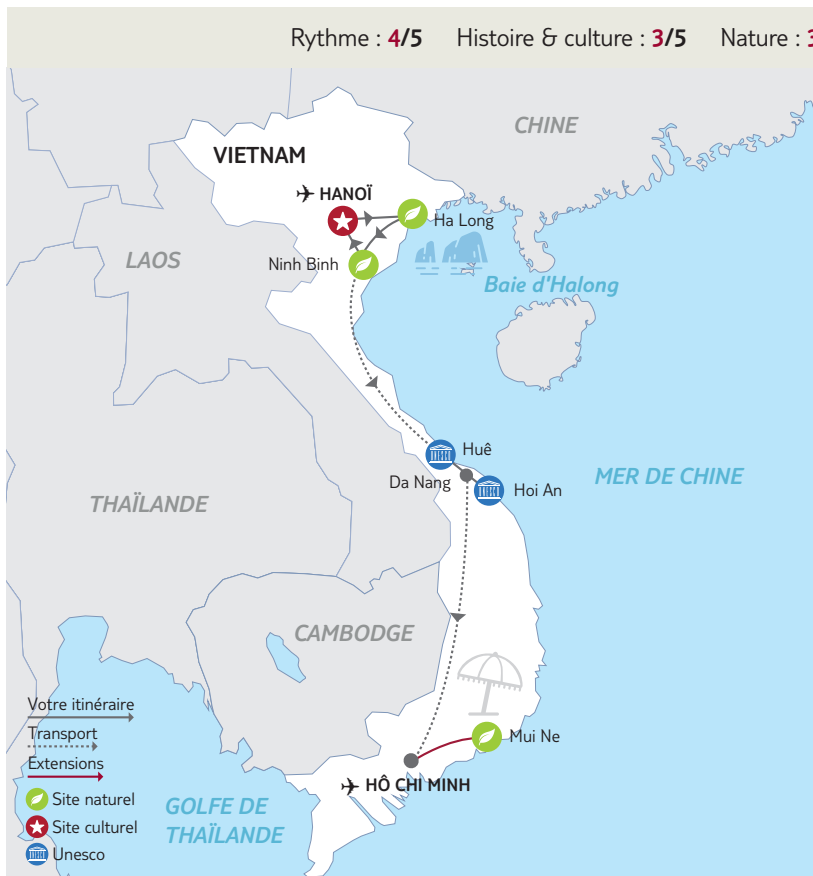 Rythme : 4/5 Histoire & culture : 3/5 Nature : 3
CHINE
VIETNAM
HANOÏ
Ha Long
LAOS
Ninh Binh
Baie d'Halong
Huê
Da Nang
Hoi An
MER DE CHINE
THAÏLANDE
CAMBODGE
Votre itinéraire
Transport
Mui Ne
Extensions
HÔ CHI MINH
Site naturel
GOLFE DE
THAÏLANDE
Site culturel
Unesco